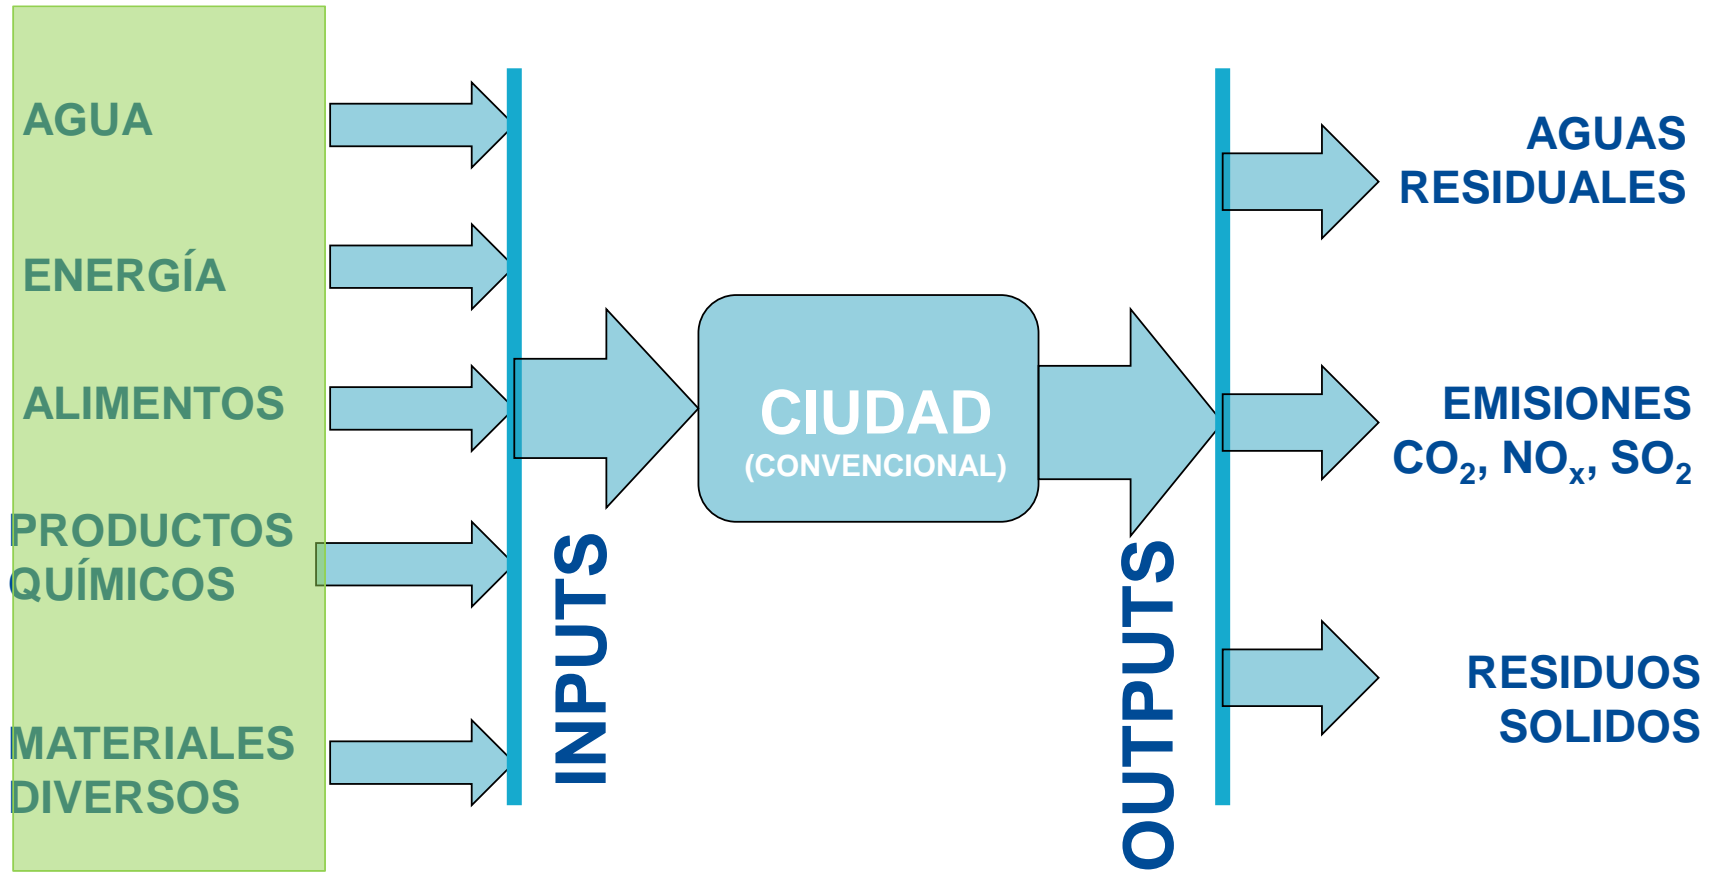 AGUA
ENERGÍA
ALIMENTOS
PRODUCTOS
QUÍMICOS
MATERIALES
DIVERSOS
INPUTS
CIUDAD
(CONVENCIONAL)
OUTPUTS
AGUAS
RESIDUALES
EMISIONES
CO₂, NOₓ, SO₂
RESIDUOS
SOLIDOS